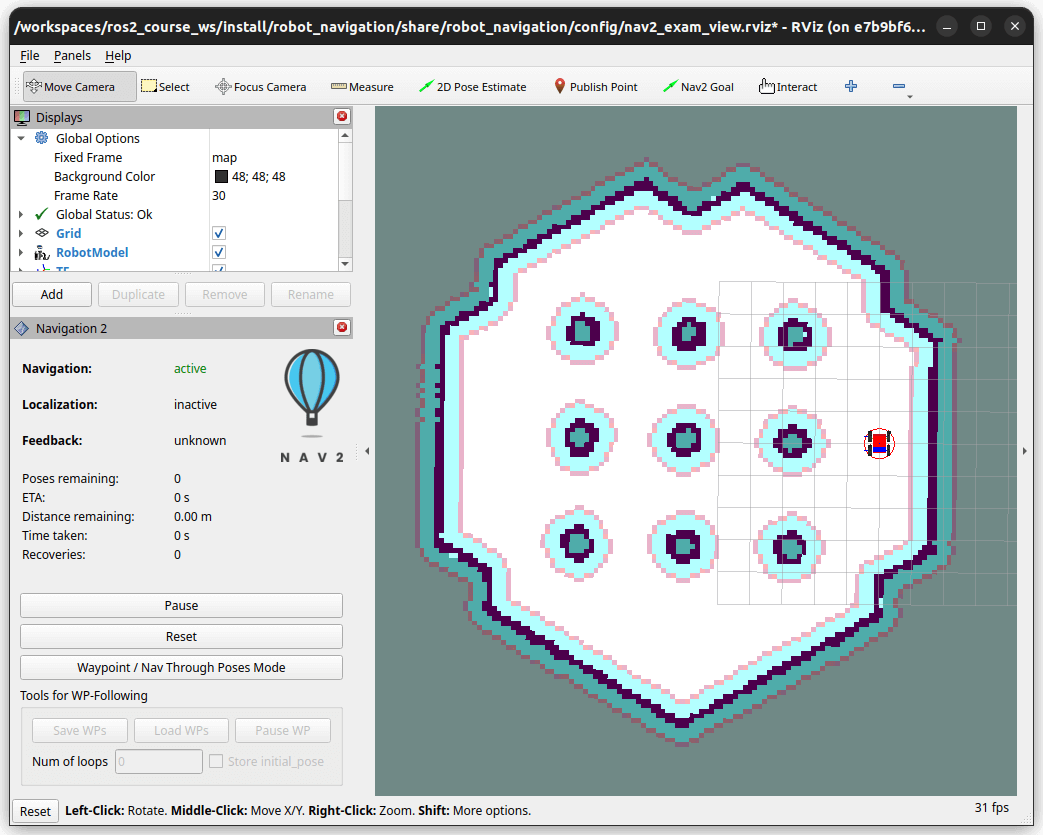 /workspaces/ros2_course_ws/install/robot_navigation/share/robot_navigation/config/nav2_exam_view.rviz* - RViz (on e7b9bf6...
File Panels Help
Move Camera Select Focus Camera Measure 2D Pose Estimate Publish Point Nav2 Goal Interact
Displays
Global Options
Fixed Frame map
Background Color 48; 48; 48
Frame Rate 30
Global Status: Ok
Grid
RobotModel
TF
Add Duplicate Remove Rename
Navigation 2
Navigation: active
Localization: inactive
Feedback: unknown
NAV2
Poses remaining: 0
ETA: 0 s
Distance remaining: 0.00 m
Time taken: 0 s
Recoveries: 0
Pause
Reset
Waypoint / Nav Through Poses Mode
Tools for WP-Following
Save WPs Load WPs Pause WP
Num of loops 0 Store initial_pose
Reset Left-Click: Rotate. Middle-Click: Move X/Y. Right-Click: Zoom. Shift: More options. 31 fps